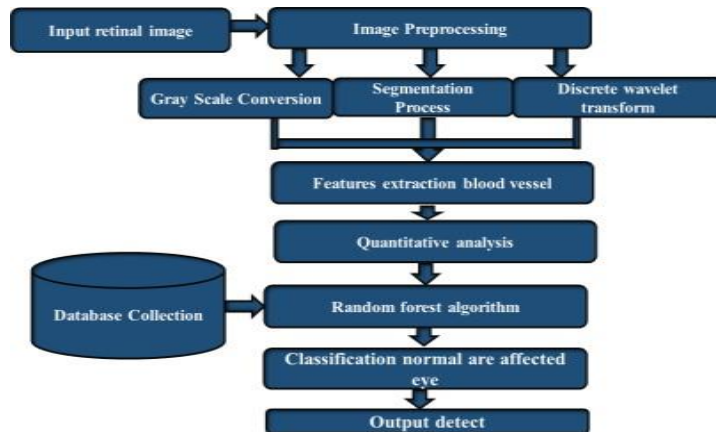 Input retinal image
Image Preprocessing
Gray Scale Conversion
Segmentation
Process
Discrete wavelet
transform
Features extraction blood vessel
Quantitative analysis
Database Collection
Random forest algorithm
Classification normal are affected
eye
Output detect